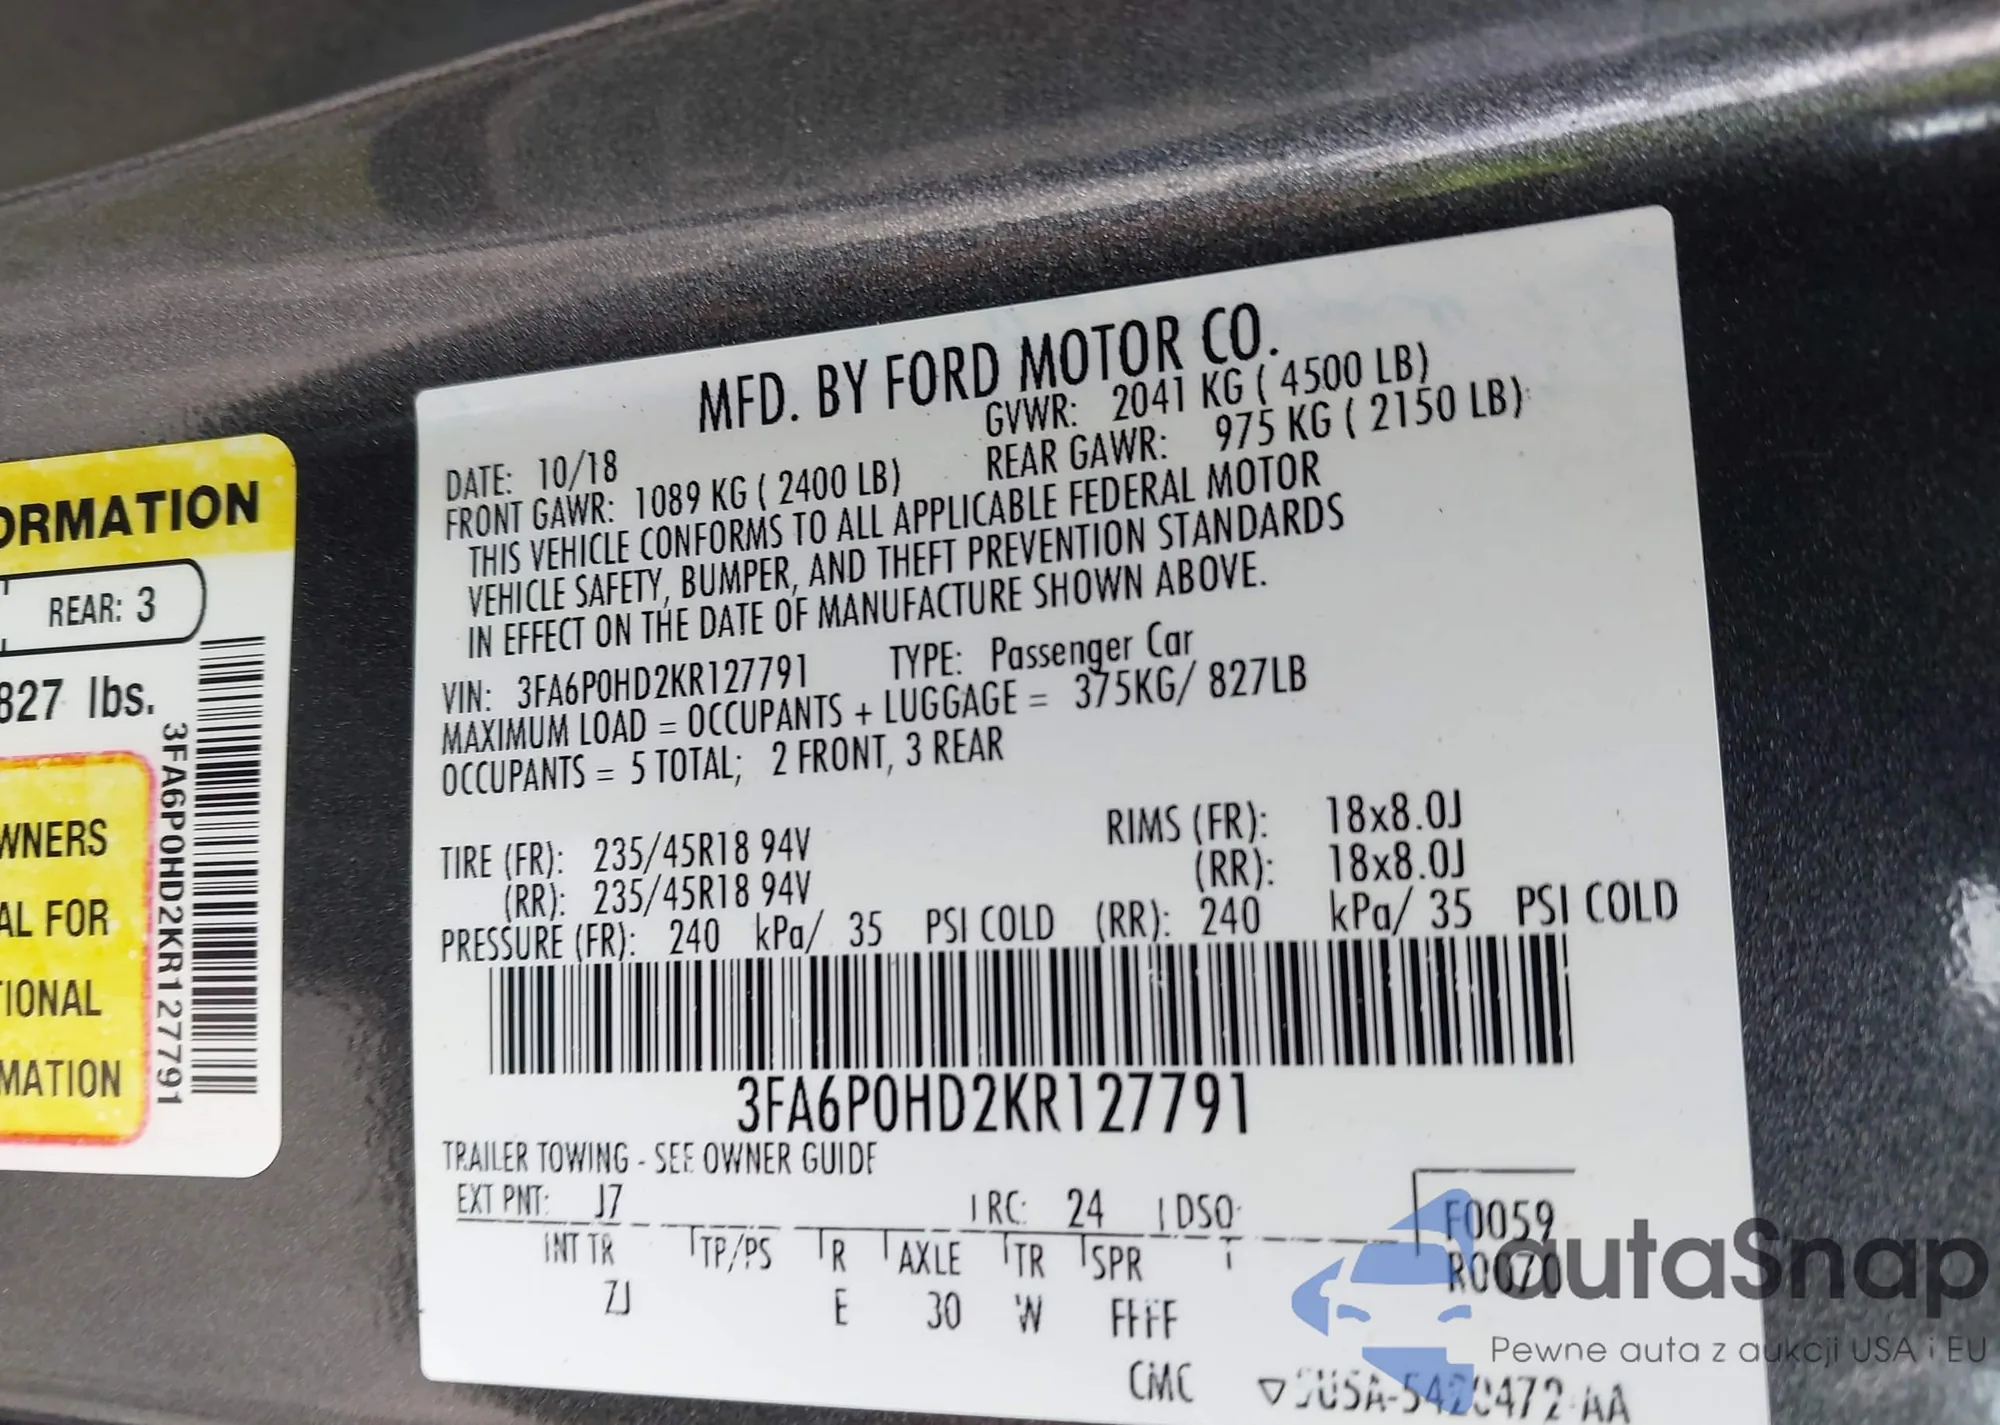 ORMATION
REAR: 3
827 lbs.
3FA6P0HD2KR127791
WNERS
AL FOR
TIONAL
MATION
MFD. BY FORD MOTOR CO.
DATE: 10/18 GVWR: 2041 KG ( 4500 LB)
FRONT GAWR: 1089 KG ( 2400 LB) REAR GAWR: 975 KG ( 2150 LB)
THIS VEHICLE CONFORMS TO ALL APPLICABLE FEDERAL MOTOR
VEHICLE SAFETY, BUMPER, AND THEFT PREVENTION STANDARDS
IN EFFECT ON THE DATE OF MANUFACTURE SHOWN ABOVE.
VIN: 3FA6P0HD2KR127791 TYPE: Passenger Car
MAXIMUM LOAD = OCCUPANTS + LUGGAGE = 375KG/ 827LB
OCCUPANTS = 5 TOTAL; 2 FRONT, 3 REAR
TIRE (FR): 235/45R18 94V RIMS (FR): 18x8.0J
(RR): 235/45R18 94V (RR): 18x8.0J
PRESSURE (FR): 240 kPa/ 35 PSI COLD (RR): 240 kPa/ 35 PSI COLD
3FA6P0HD2KR127791
TRAILER TOWING - SEE OWNER GUIDE
EXT PNT: J7 RC: 24 DSO: F0059
INT TR TP/PS R AXLE TR SPR R0070
ZJ E 30 W FFFF
CMC
autaSnap
Pewne auta z aukcji USA i EU